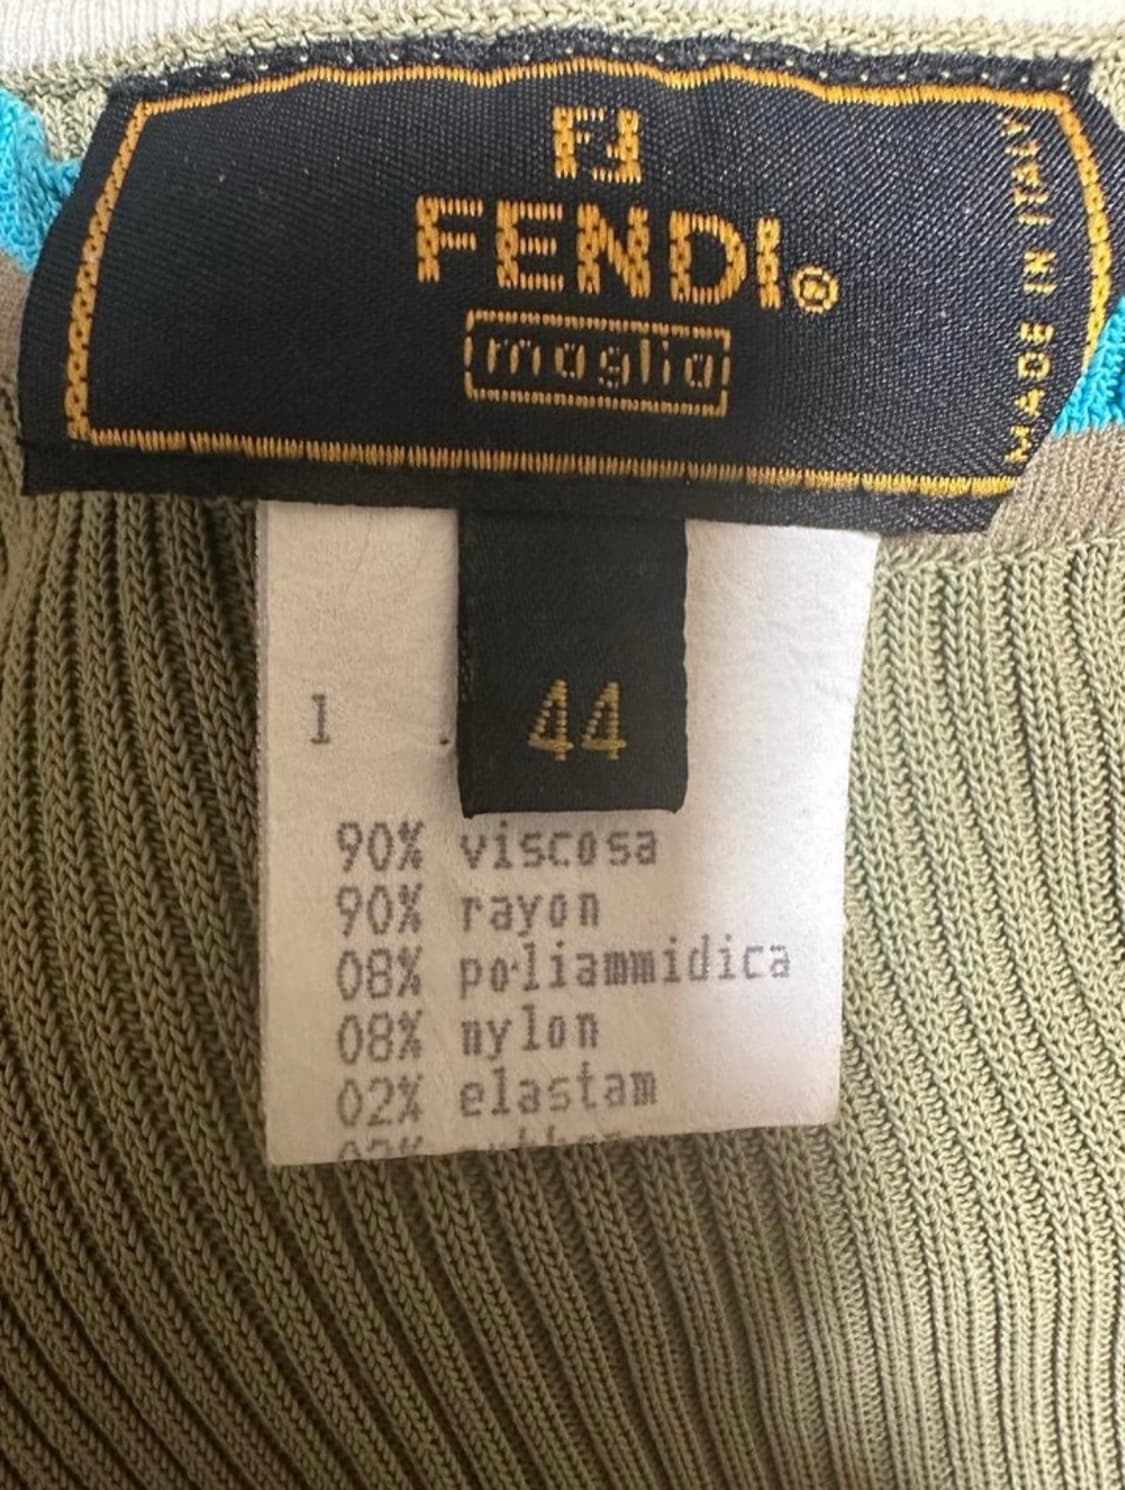 FF
FENDI®
maglia
MADE IN ITALY
44
1
90% viscosa
90% rayon
08% poliammidica
08% nylon
02% elastam